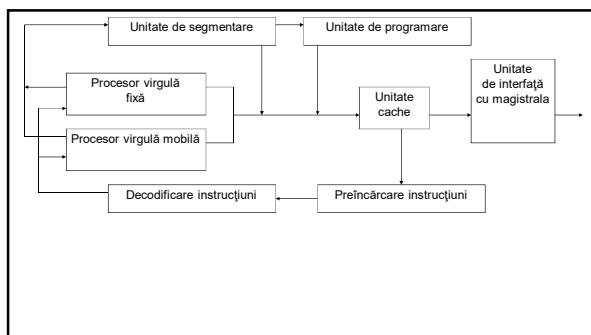 Unitate de segmentare
Unitate de programare
Procesor virgulă
fixă
Unitate
cache
Unitate
de interfaţă
cu magistrala
Procesor virgulă mobilă
Decodificare instrucţiuni
Preîncărcare instrucţiuni